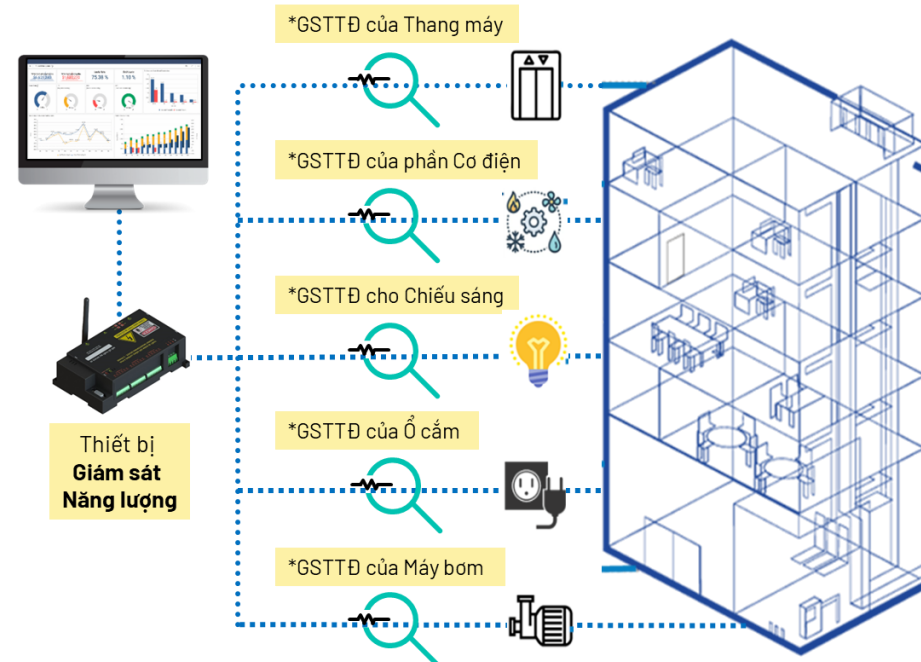 *GSTTĐ của Thang máy
*GSTTĐ của phần Cơ điện
*GSTTĐ cho Chiếu sáng
*GSTTĐ của Ổ cắm
*GSTTĐ của Máy bơm
Thiết bị
Giám sát
Năng lượng